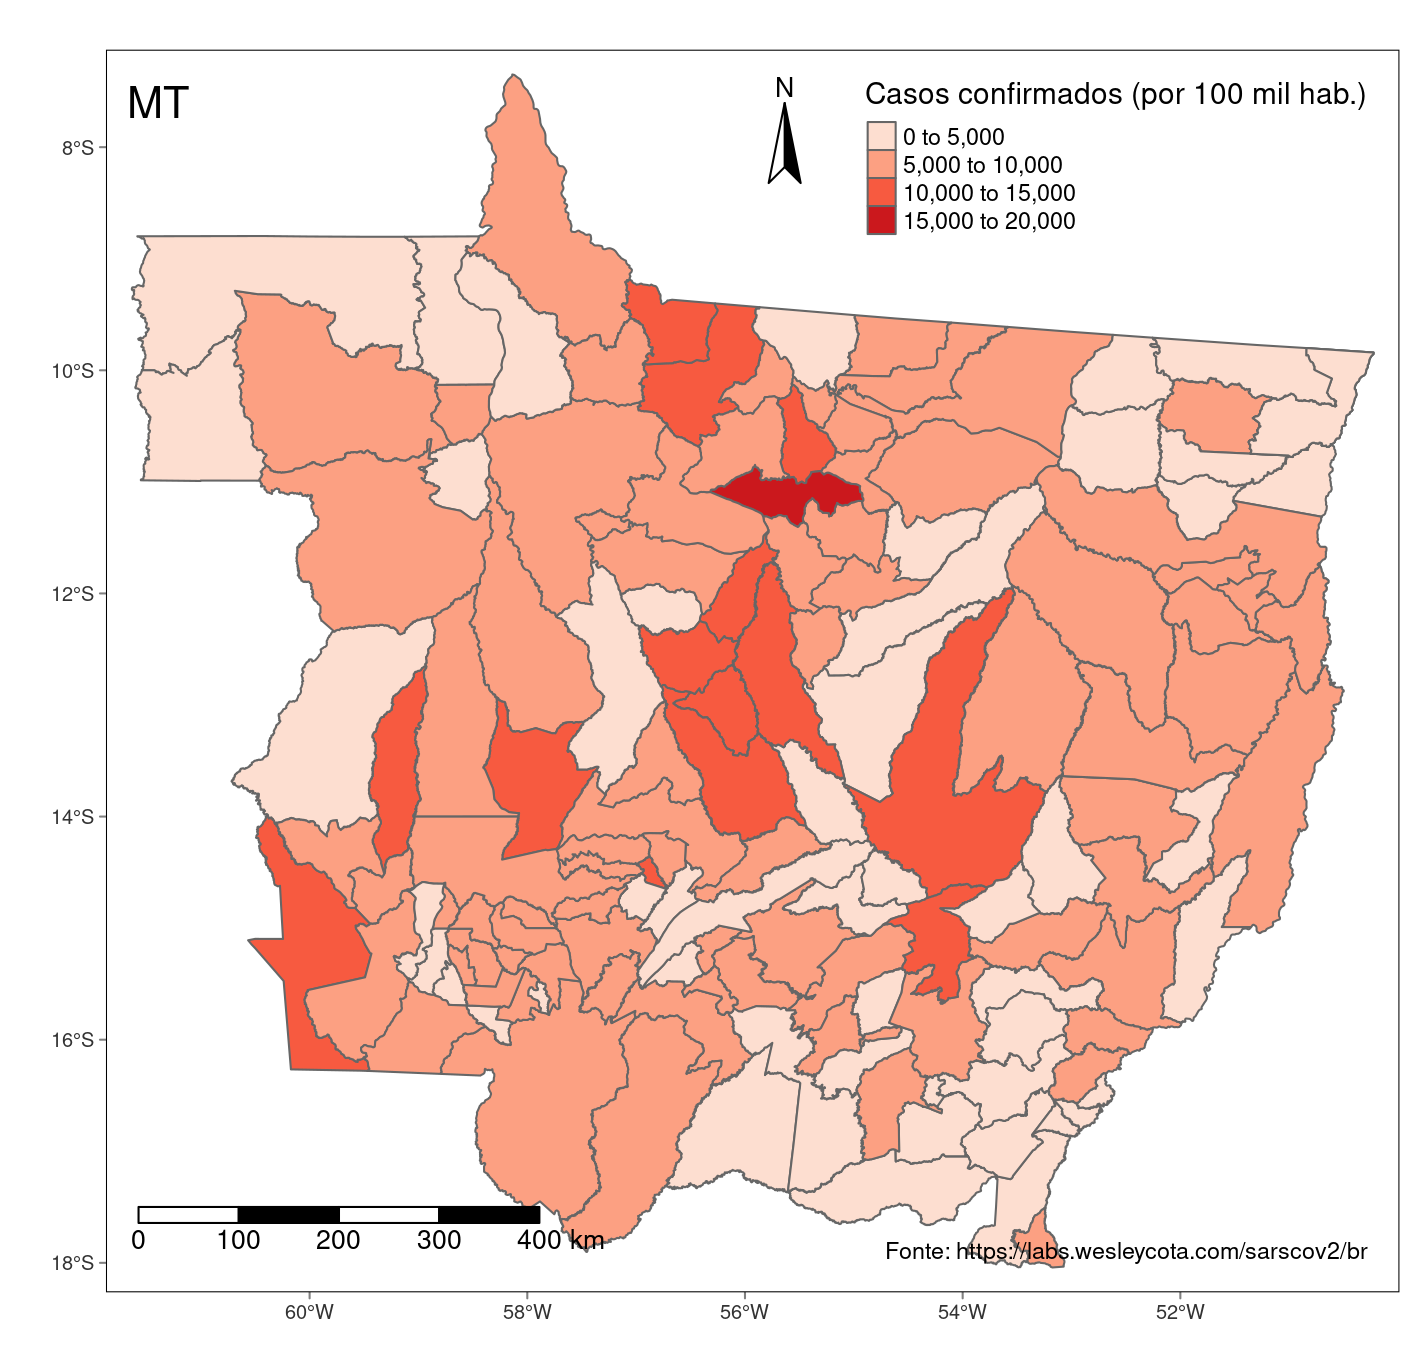 MT
N
Casos confirmados (por 100 mil hab.)
0 to 5,000
5,000 to 10,000
10,000 to 15,000
15,000 to 20,000
8°S
10°S
12°S
14°S
16°S
18°S
0 100 200 300 400 km
Fonte: https://labs.wesleycota.com/sarscov2/br
60°W 58°W 56°W 54°W 52°W